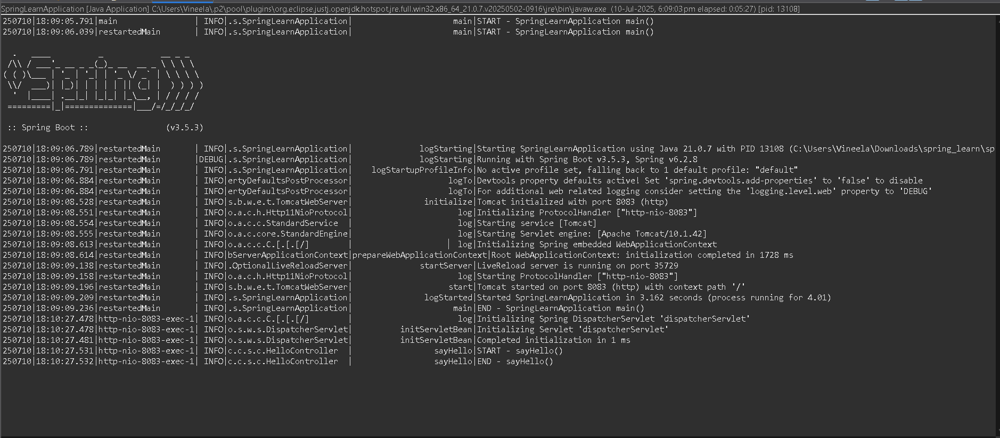 SpringLearnApplication [Java Application] C:\Users\Vineela\.p2\pool\plugins\org.eclipse.justj.openjdk.hotspot.jre.full.win32.x86_64_21.0.7.v20250502-0916\jre\bin\javaw.exe (10-Jul-2025, 6:09:03 pm elapsed: 0:05:27) [pid: 13108]
250710|18:09:05.791|main                 | INFO|.s.SpringLearnApplication|                     main|START - SpringLearnApplication main()
250710|18:09:06.039|restartedMain        | INFO|.s.SpringLearnApplication|                     main|START - SpringLearnApplication main()
  .   ____          _            __ _ _
 /\\ / ___'_ __ _ _(_)_ __  __ _ \ \ \ \
( ( )\___ | '_ | '_| | '_ \/ _` | \ \ \ \
 \\/  ___)| |_)| | | | | || (_| |  ) ) ) )
  '  |____| .__|_| |_|_| |_\__, | / / / /
 =========|_|==============|___/=/_/_/_/
 :: Spring Boot ::                (v3.5.3)
250710|18:09:06.789|restartedMain        | INFO|.s.SpringLearnApplication|              logStarting|Starting SpringLearnApplication using Java 21.0.7 with PID 13108 (C:\Users\Vineela\Downloads\spring_learn\sp
250710|18:09:06.789|restartedMain        |DEBUG|.s.SpringLearnApplication|              logStarting|Running with Spring Boot v3.5.3, Spring v6.2.8
250710|18:09:06.791|restartedMain        | INFO|.s.SpringLearnApplication|    logStartupProfileInfo|No active profile set, falling back to 1 default profile: "default"
250710|18:09:06.884|restartedMain        | INFO|ertyDefaultsPostProcessor|                    logTo|Devtools property defaults active! Set 'spring.devtools.add-properties' to 'false' to disable
250710|18:09:06.884|restartedMain        | INFO|ertyDefaultsPostProcessor|                    logTo|For additional web related logging consider setting the 'logging.level.web' property to 'DEBUG'
250710|18:09:08.528|restartedMain        | INFO|s.b.w.e.t.TomcatWebServer|               initialize|Tomcat initialized with port 8083 (http)
250710|18:09:08.551|restartedMain        | INFO|o.a.c.h.Http11NioProtocol|                      log|Initializing ProtocolHandler ["http-nio-8083"]
250710|18:09:08.554|restartedMain        | INFO|o.a.c.c.StandardService  |                      log|Starting service [Tomcat]
250710|18:09:08.555|restartedMain        | INFO|o.a.c.core.StandardEngine|                      log|Starting Servlet engine: [Apache Tomcat/10.1.42]
250710|18:09:08.613|restartedMain        | INFO|o.a.c.c.C.[.[.[/]        |                      log|Initializing Spring embedded WebApplicationContext
250710|18:09:08.614|restartedMain        | INFO|bServerApplicationContext|prepareWebApplicationContext|Root WebApplicationContext: initialization completed in 1728 ms
250710|18:09:09.138|restartedMain        | INFO|.OptionalLiveReloadServer|              startServer|LiveReload server is running on port 35729
250710|18:09:09.158|restartedMain        | INFO|o.a.c.h.Http11NioProtocol|                      log|Starting ProtocolHandler ["http-nio-8083"]
250710|18:09:09.196|restartedMain        | INFO|s.b.w.e.t.TomcatWebServer|                    start|Tomcat started on port 8083 (http) with context path '/'
250710|18:09:09.209|restartedMain        | INFO|.s.SpringLearnApplication|               logStarted|Started SpringLearnApplication in 3.162 seconds (process running for 4.01)
250710|18:09:09.236|restartedMain        | INFO|.s.SpringLearnApplication|                     main|END - SpringLearnApplication main()
250710|18:10:27.478|http-nio-8083-exec-1| INFO|o.a.c.c.C.[.[.[/]        |                      log|Initializing Spring DispatcherServlet 'dispatcherServlet'
250710|18:10:27.478|http-nio-8083-exec-1| INFO|o.s.w.s.DispatcherServlet|          initServletBean|Initializing Servlet 'dispatcherServlet'
250710|18:10:27.481|http-nio-8083-exec-1| INFO|o.s.w.s.DispatcherServlet|          initServletBean|Completed initialization in 1 ms
250710|18:10:27.531|http-nio-8083-exec-1| INFO|c.c.s.c.HelloController  |                 sayHello|START - sayHello()
250710|18:10:27.532|http-nio-8083-exec-1| INFO|c.c.s.c.HelloController  |                 sayHello|END - sayHello()